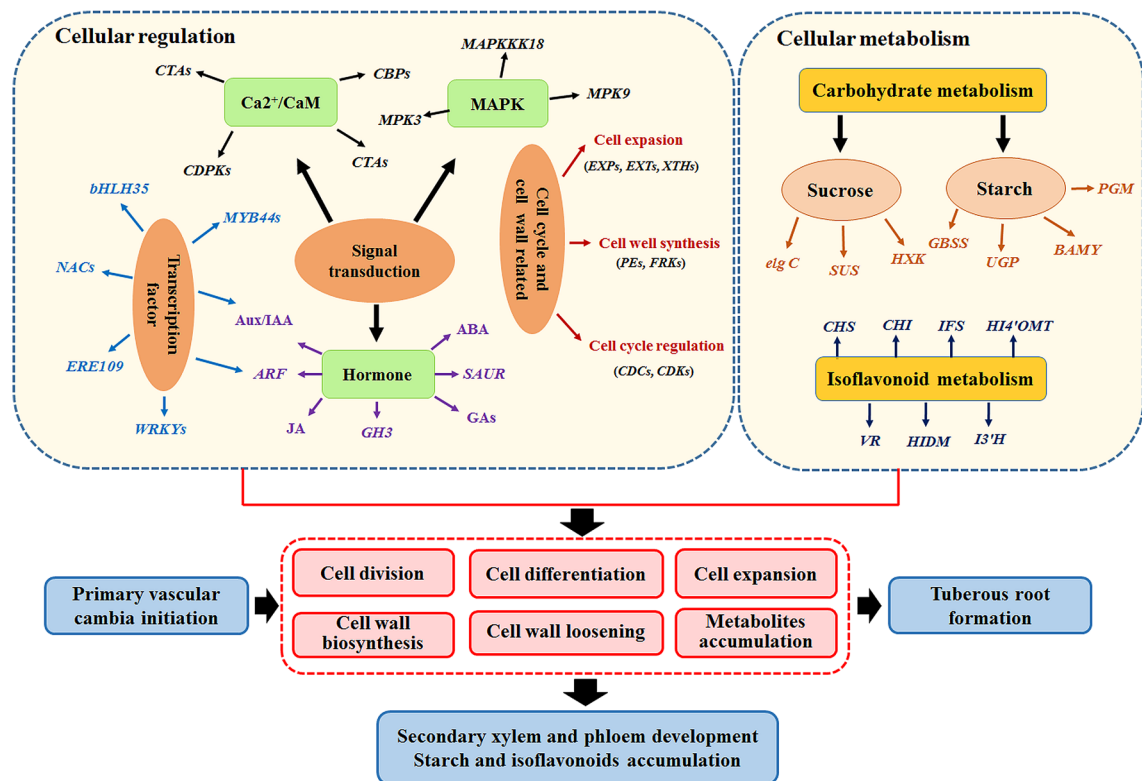 Cellular regulation
MAPKKK18
CTAs
CBPs
Ca2+/CaM
MAPK
MPK9
MPK3
CDPKs
CTAs
Cell expasion
(EXPs, EXTs, XTHs)
bHLH35
MYB44s
NACs
Transcription
factor
Signal
transduction
Cell cycle and
cell wall related
Cell well synthesis
(PEs, FRKs)
Aux/IAA
ABA
ERE109
ARF
Hormone
SAUR
Cell cycle regulation
(CDCs, CDKs)
WRKYs
JA
GH3
GAs
Cellular metabolism
Carbohydrate metabolism
Sucrose
Starch
PGM
elg C
SUS
HXK
GBSS
UGP
BAMY
CHS
CHI
IFS
HI4'OMT
Isoflavonoid metabolism
VR
HIDM
I3'H
Primary vascular
cambia initiation
Cell division
Cell differentiation
Cell expansion
Cell wall
biosynthesis
Cell wall loosening
Metabolites
accumulation
Tuberous root
formation
Secondary xylem and phloem development
Starch and isoflavonoids accumulation